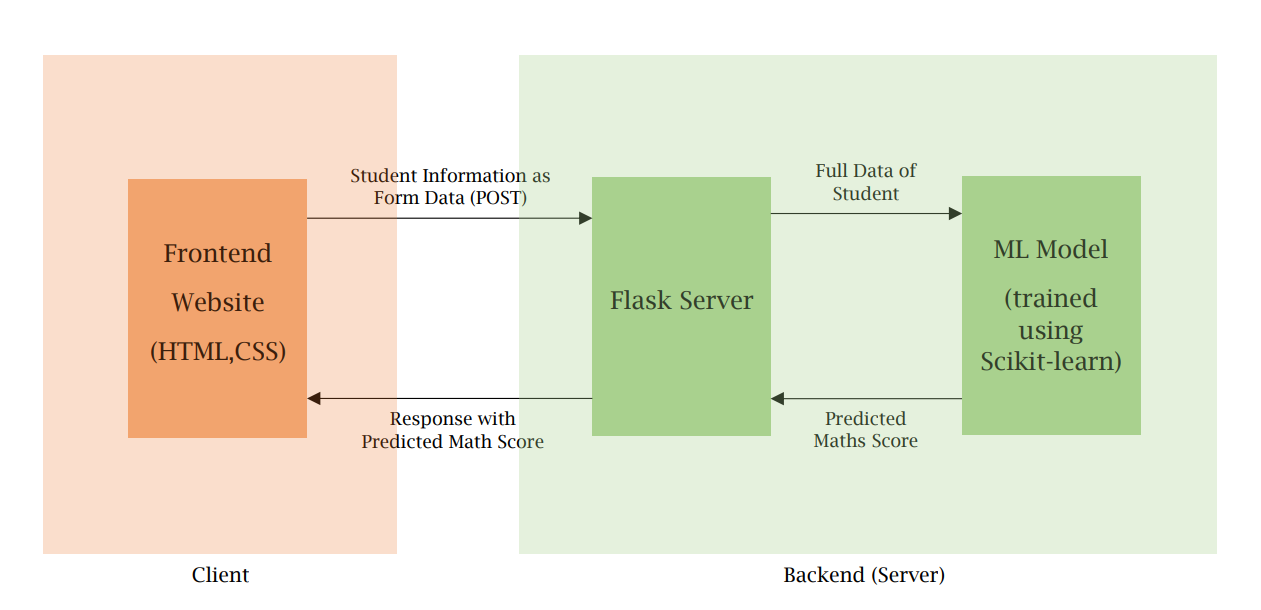 Student Information as
Form Data (POST)
Full Data of
Student
Frontend
Website
(HTML,CSS)
Flask Server
ML Model
(trained
using
Scikit-learn)
Response with
Predicted Math Score
Predicted
Maths Score
Client
Backend (Server)